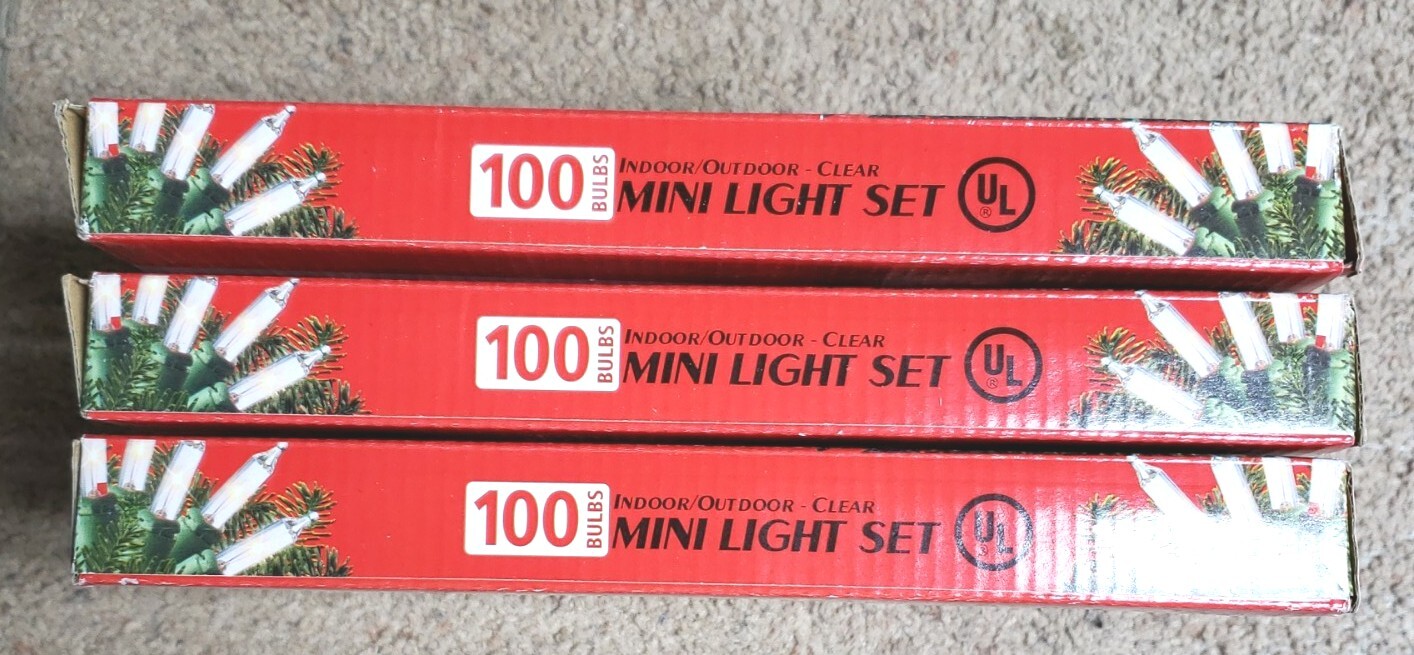 100 BULBS
INDOOR/OUTDOOR - CLEAR
MINI LIGHT SET
UL®
100 BULBS
INDOOR/OUTDOOR - CLEAR
MINI LIGHT SET
UL®
100 BULBS
INDOOR/OUTDOOR - CLEAR
MINI LIGHT SET
UL®